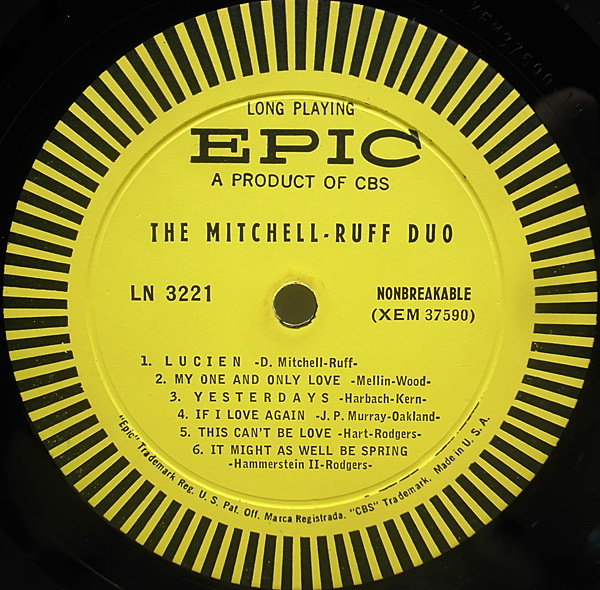 LONG PLAYING
EPIC
A PRODUCT OF CBS
THE MITCHELL-RUFF DUO
LN 3221
NONBREAKABLE
(XEM 37590)
1. LUCIEN -D. Mitchell-Ruff-
2. MY ONE AND ONLY LOVE -Mellin-Wood-
3. YESTERDAYS -Harbach-Kern-
4. IF I LOVE AGAIN -J. P. Murray-Oakland-
5. THIS CAN'T BE LOVE -Hart-Rodgers-
6. IT MIGHT AS WELL BE SPRING
-Hammerstein II-Rodgers-
"Epic" Trademark Reg. U. S. Pat. Off. Marca Registrada. "CBS" Trademark. Made in U. S. A.